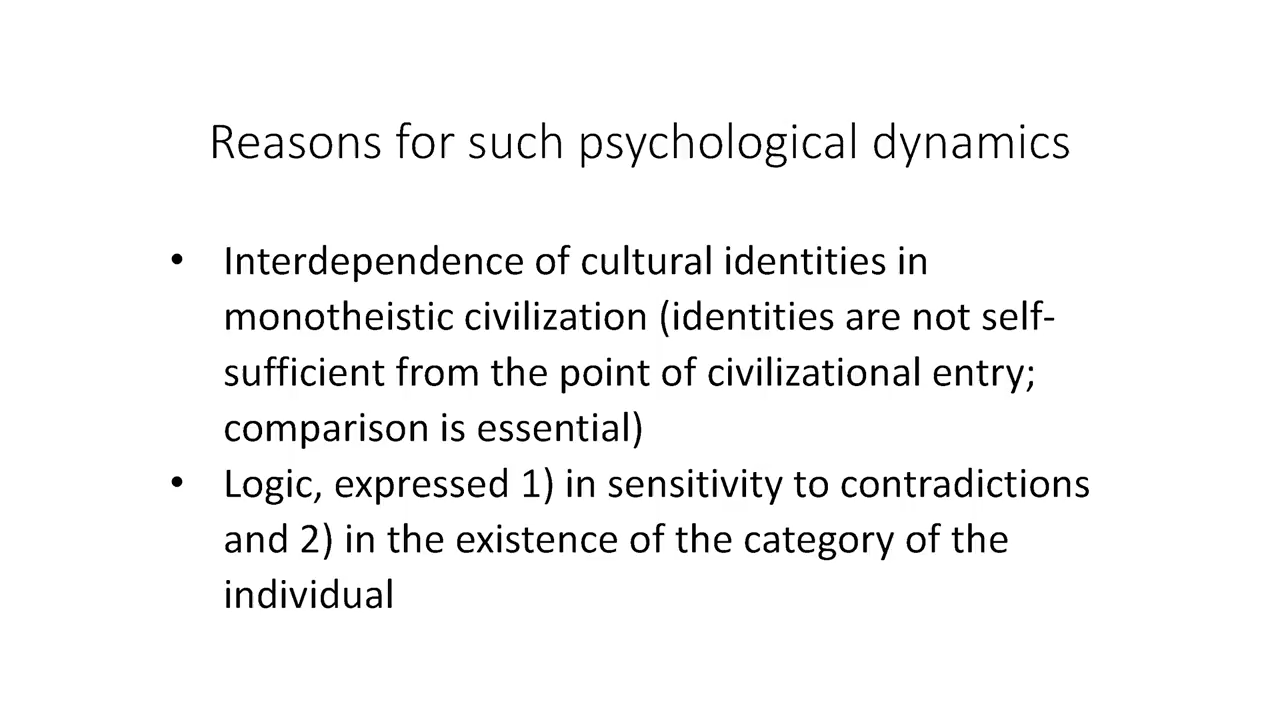 Reasons for such psychological dynamics
• Interdependence of cultural identities in
monotheistic civilization (identities are not self-
sufficient from the point of civilizational entry;
comparison is essential)
• Logic, expressed 1) in sensitivity to contradictions
and 2) in the existence of the category of the
individual